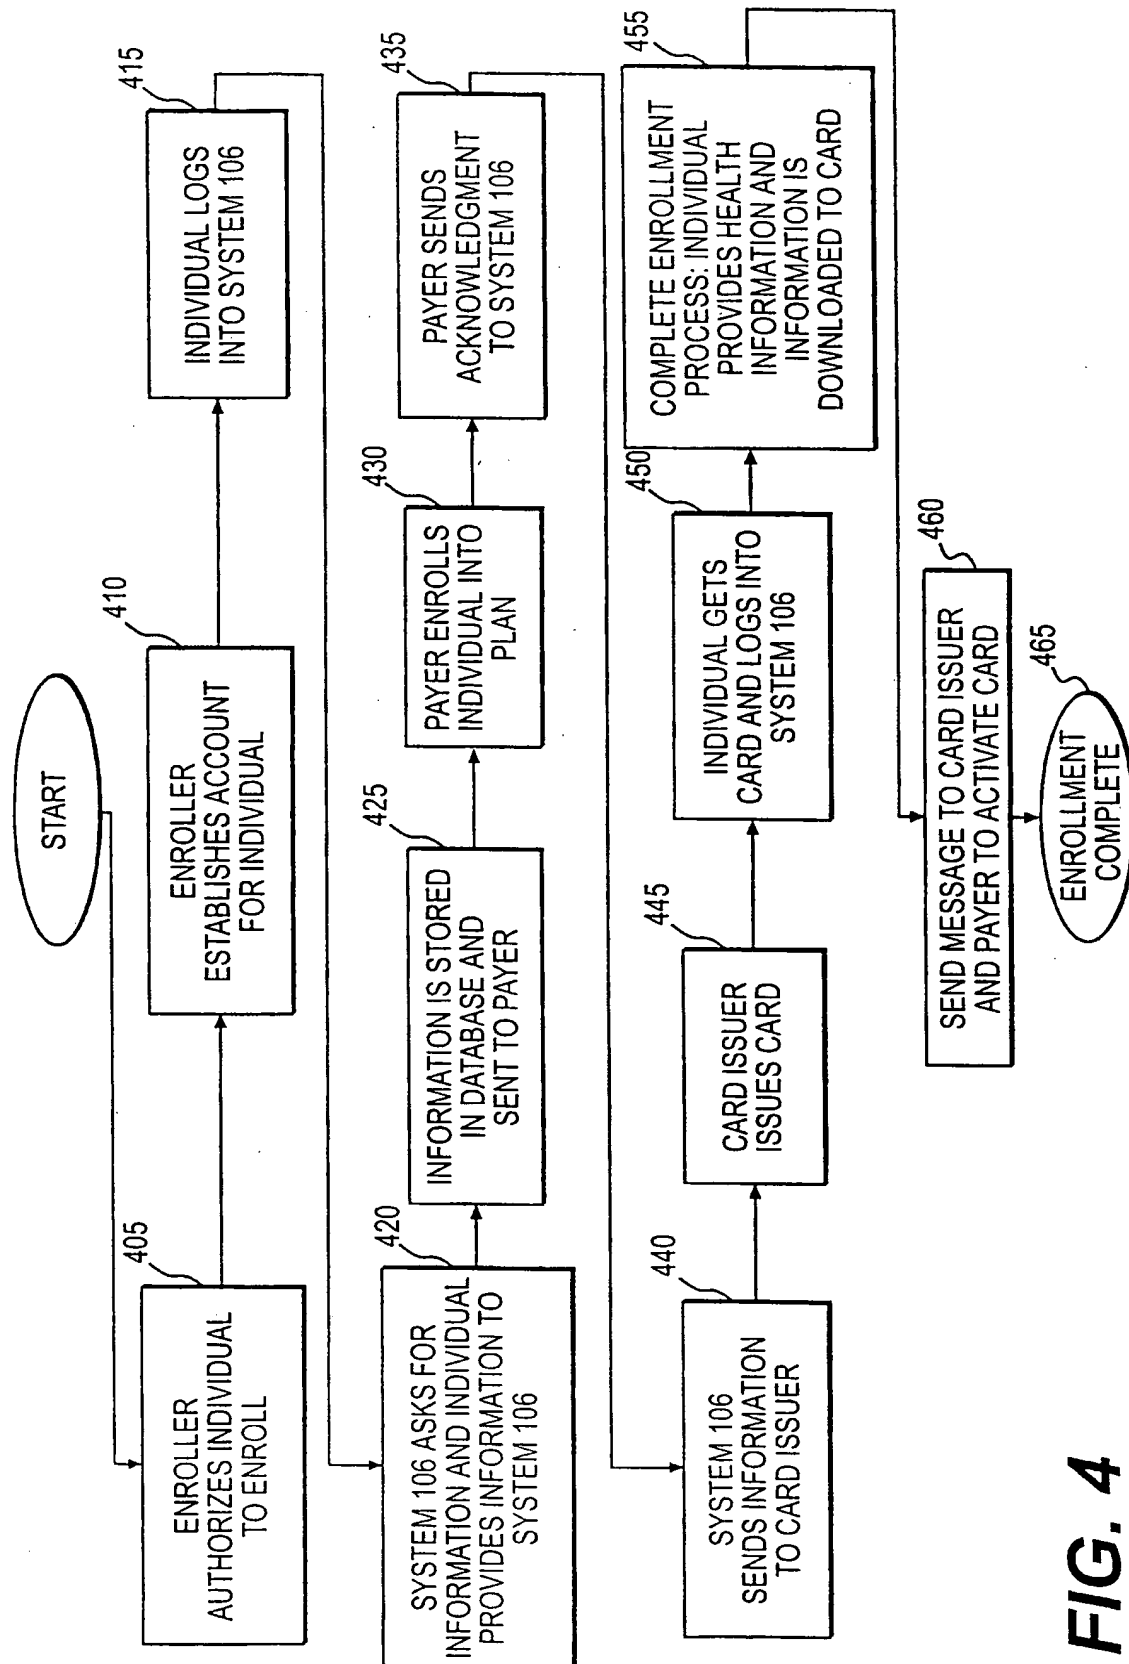 START
405
ENROLLER
AUTHORIZES INDIVIDUAL
TO ENROLL
410
ENROLLER
ESTABLISHES ACCOUNT
FOR INDIVIDUAL
415
INDIVIDUAL LOGS
INTO SYSTEM 106
420
SYSTEM 106 ASKS FOR
INFORMATION AND INDIVIDUAL
PROVIDES INFORMATION TO
SYSTEM 106
425
INFORMATION IS STORED
IN DATABASE AND
SENT TO PAYER
430
PAYER ENROLLS
INDIVIDUAL INTO
PLAN
435
PAYER SENDS
ACKNOWLEDGMENT
TO SYSTEM 106
440
SYSTEM 106
SENDS INFORMATION
TO CARD ISSUER
445
CARD ISSUER
ISSUES CARD
450
INDIVIDUAL GETS
CARD AND LOGS INTO
SYSTEM 106
455
COMPLETE ENROLLMENT
PROCESS: INDIVIDUAL
PROVIDES HEALTH
INFORMATION AND
INFORMATION IS
DOWNLOADED TO CARD
460
SEND MESSAGE TO CARD ISSUER
AND PAYER TO ACTIVATE CARD
465
ENROLLMENT
COMPLETE
FIG. 4